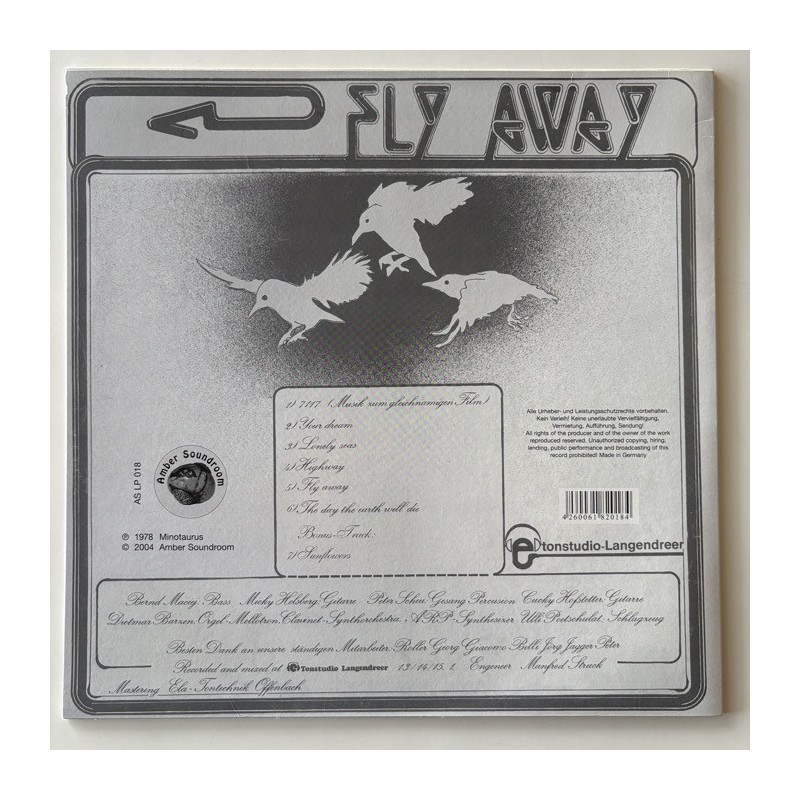 FLY AWAY
1) 7117 (Musik zum gleichnamigen Film)
2) Your dream
3) Lonely seas
4) Highway
5) Fly away
6) The day the earth will die
Bonus-Track:
7) Sunflowers
Alle Urheber- und Leistungsschutzrechte vorbehalten.
Kein Verleih! Keine unerlaubte Vervielfältigung,
Vermietung, Aufführung, Sendung!
All rights of the producer and of the owner of the work
reproduced reserved. Unauthorized copying, hiring,
lending, public performance and broadcasting of this
record prohibited! Made in Germany
Amber Soundroom
AS LP 018
4 260061 820184
℗ 1978 Minotaurus
© 2004 Amber Soundroom
e tonstudio-Langendreer
Bernd Maciej: Bass Micky Helsberg: Gitarre Peter Scheu: Gesang Percusion Cucky Hofstetter: Gitarre
Dietmar Barzen: Orgel-Mellotron, Clavinet-Synthorchestra. ARP-Synthesizer Ulli Poetschulat: Schlagzeug
Besten Dank an unsere ständigen Mitarbeiter: Roller Georg Giacomo Billi Jörg Jagger Peter
Recorded and mixed at e Tonstudio Langendreer 13/14/15. 1. Engeneer Manfred Struck
Mastering Ela-Tontechnik Offenbach